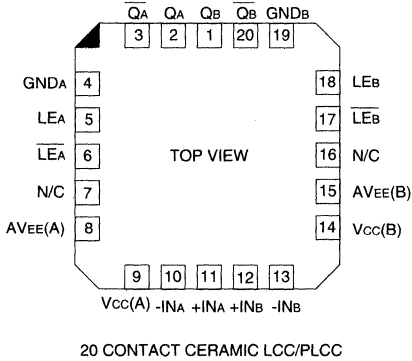 Q̅A QA QB Q̅B GNDB
3 2 1 20 19
GNDA 4 18 LEB
LEA 5 17 L̅E̅B
L̅E̅A 6 TOP VIEW 16 N/C
N/C 7 15 AVEE(B)
AVEE(A) 8 14 VCC(B)
9 10 11 12 13
VCC(A) -INA +INA +INB -INB
20 CONTACT CERAMIC LCC/PLCC